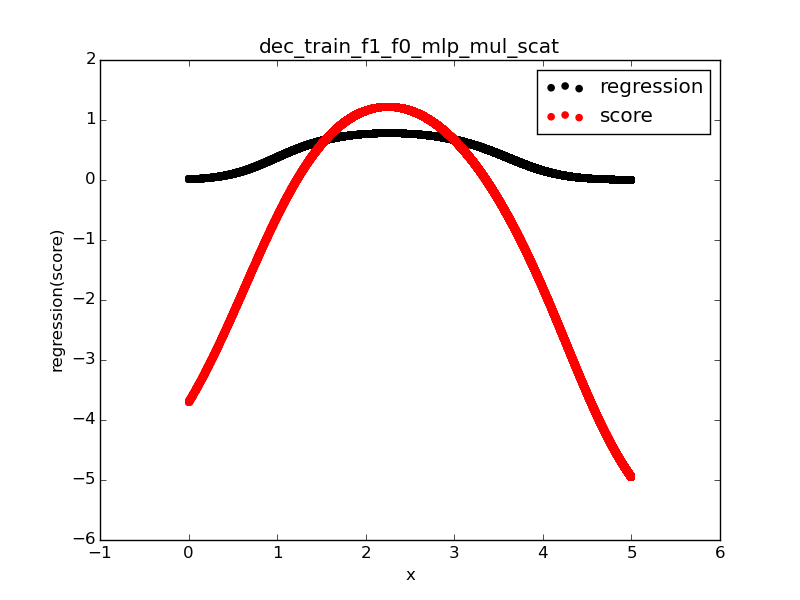 dec_train_f1_f0_mlp_mul_scat
regression
score
2
1
0
−1
−2
−3
−4
−5
−6
regression(score)
−1 0 1 2 3 4 5 6
x